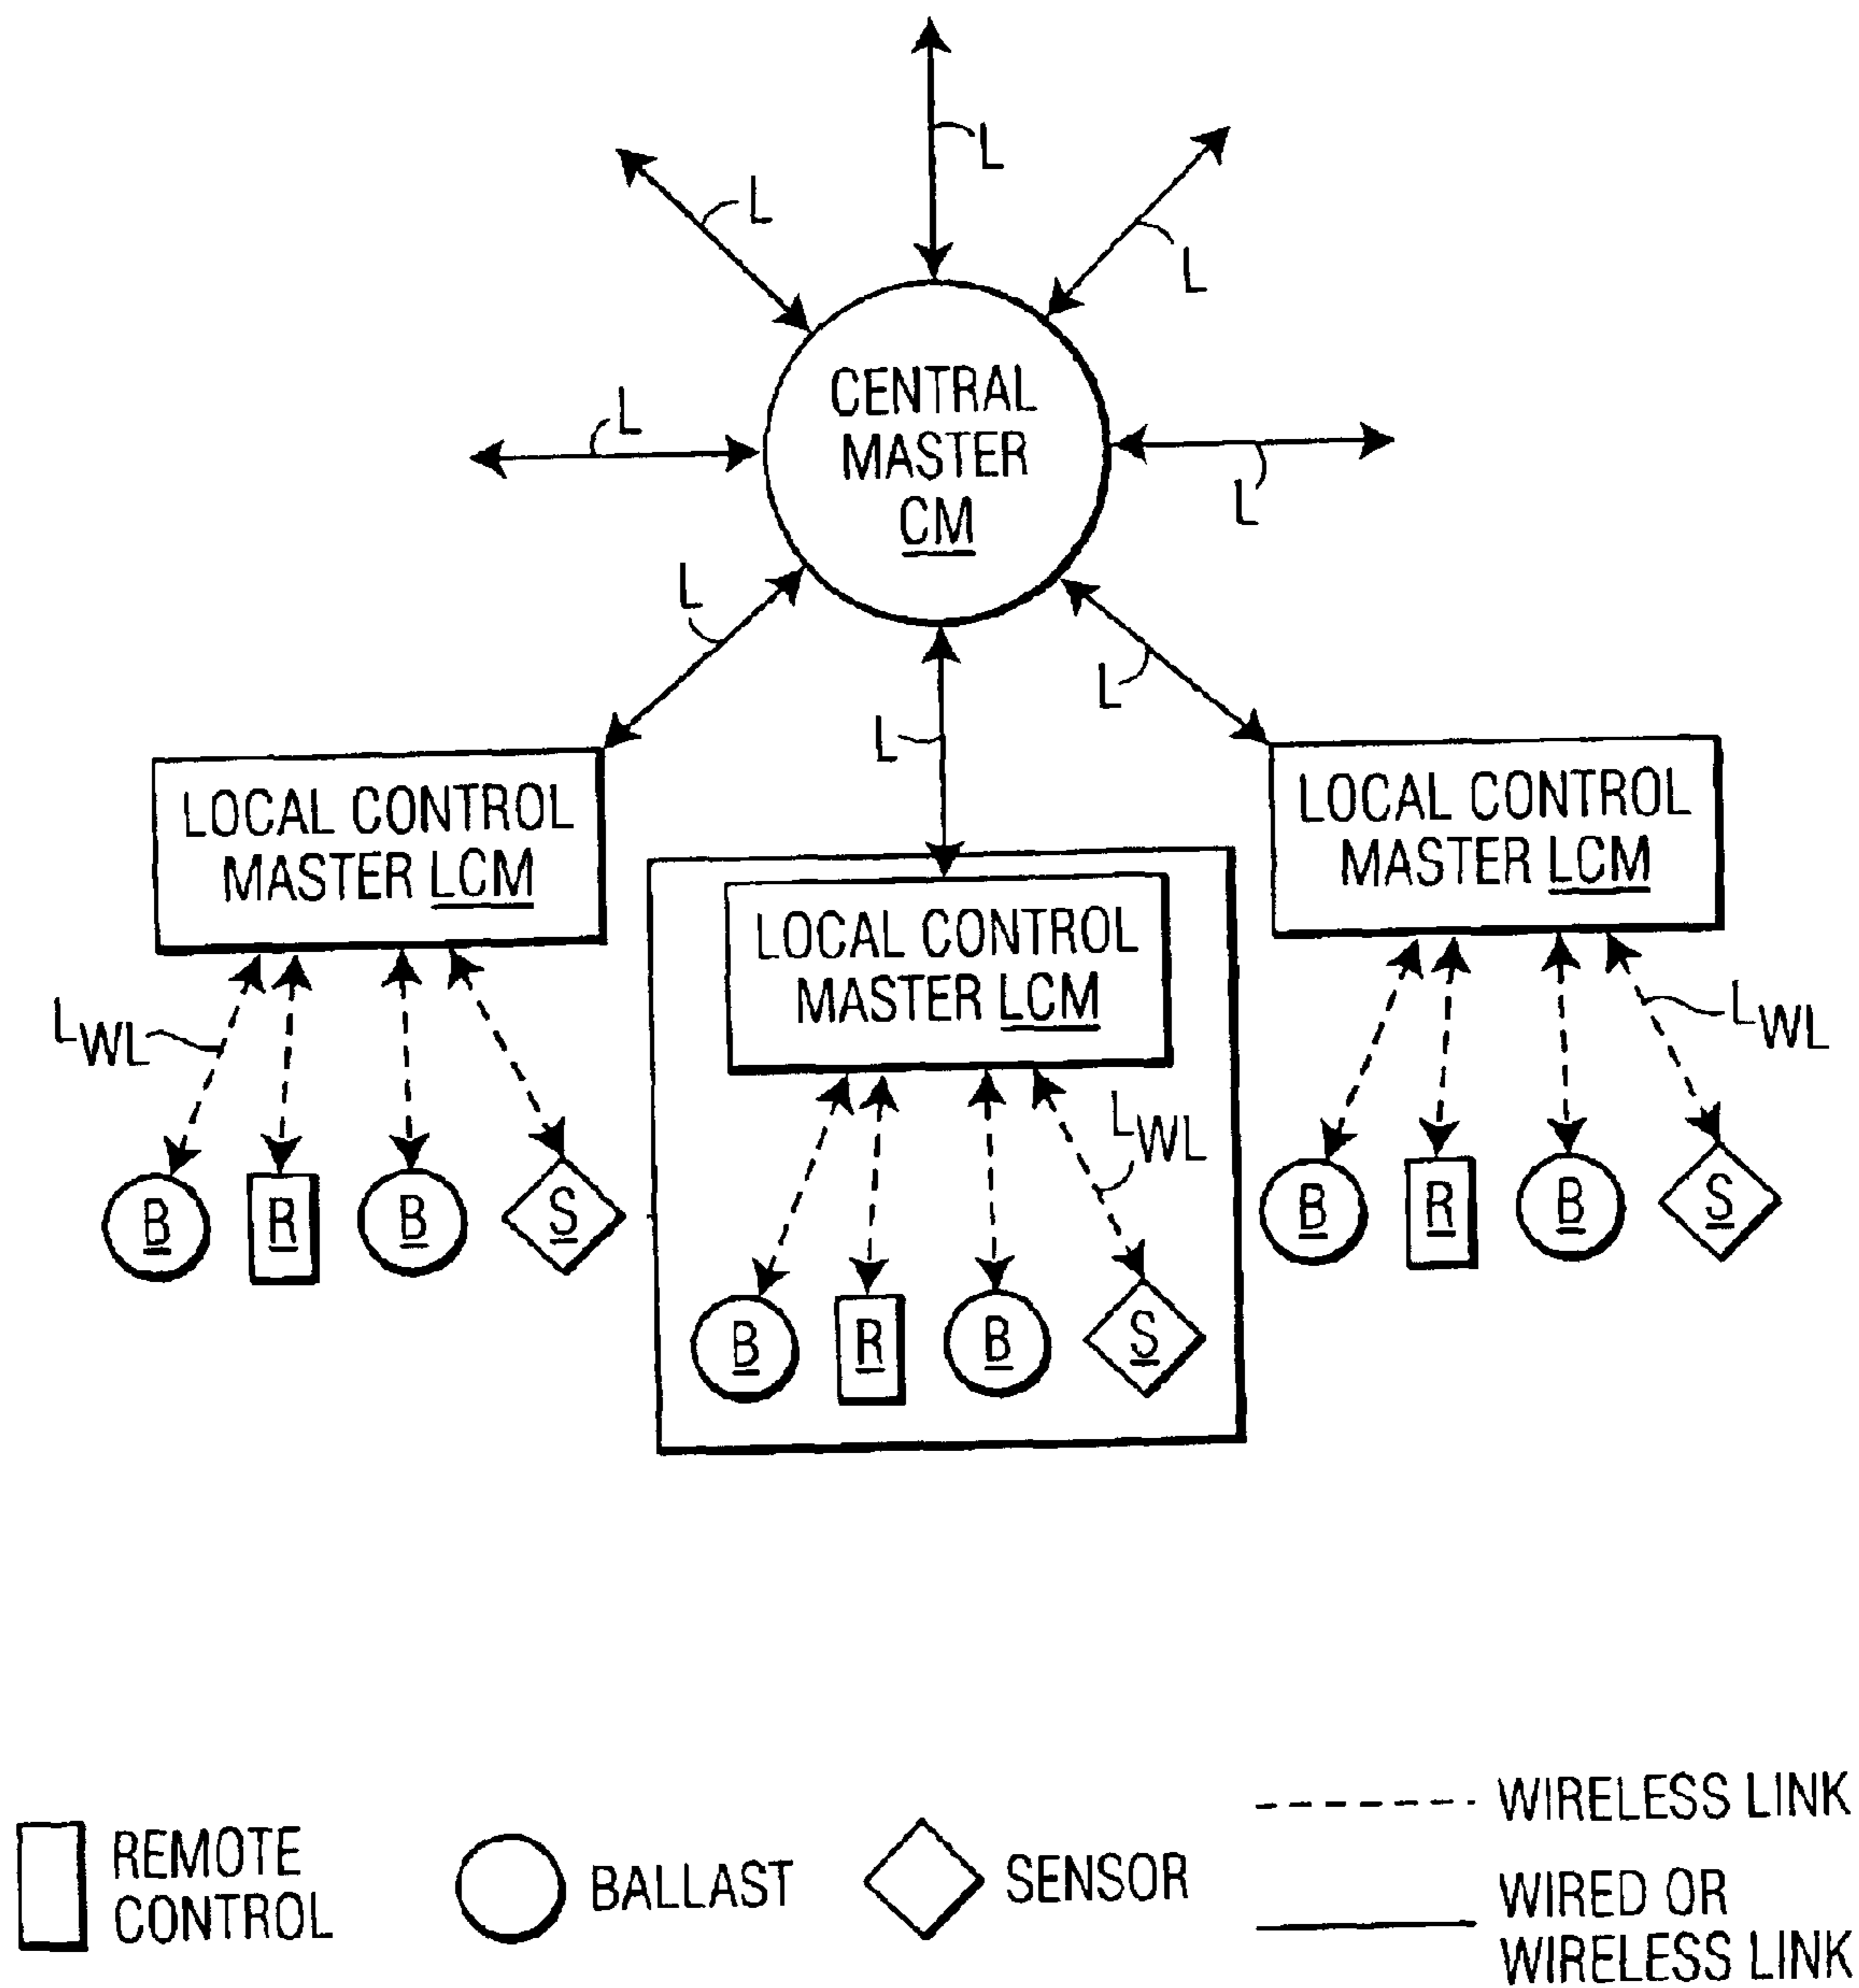 L
L
L
L
L
L
L
L
CENTRAL
MASTER
CM
LOCAL CONTROL
MASTER LCM
LOCAL CONTROL
MASTER LCM
LOCAL CONTROL
MASTER LCM
LWL
LWL
LWL
B R B S
B R B S
B R B S
REMOTE
CONTROL
BALLAST
SENSOR
WIRELESS LINK
WIRED OR
WIRELESS LINK